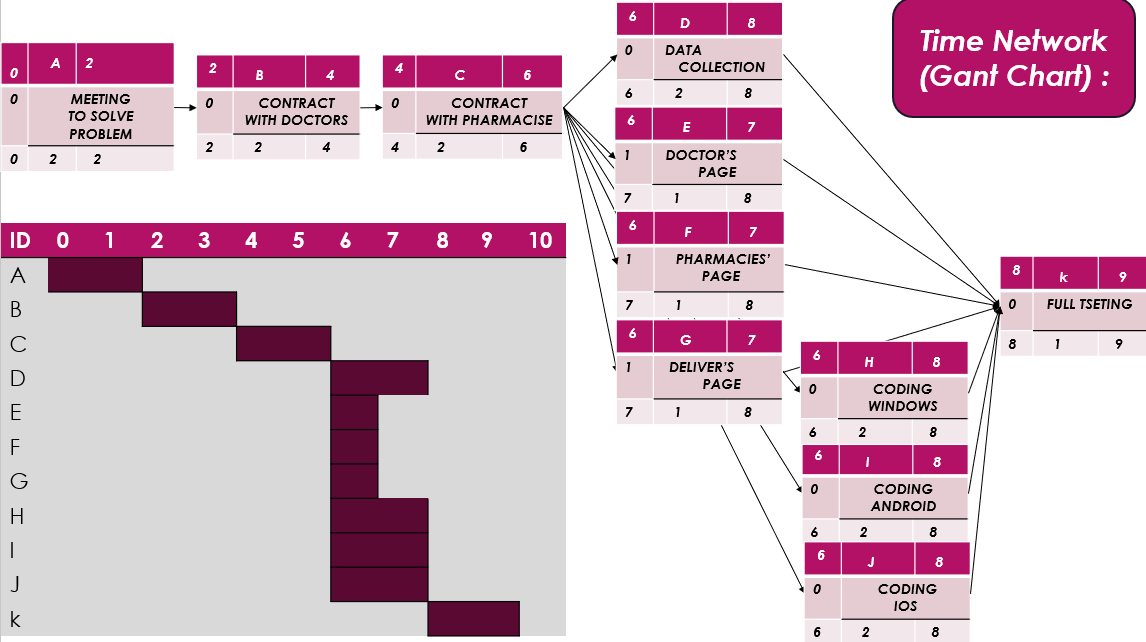 Time Network
(Gant Chart) :
0 A 2
0 MEETING
TO SOLVE
PROBLEM
0 2 2
2 B 4
0 CONTRACT
WITH DOCTORS
2 2 4
4 C 6
0 CONTRACT
WITH PHARMACISE
4 2 6
6 D 8
0 DATA
COLLECTION
6 2 8
6 E 7
1 DOCTOR'S
PAGE
7 1 8
6 F 7
1 PHARMACIES'
PAGE
7 1 8
6 G 7
1 DELIVER'S
PAGE
7 1 8
6 H 8
0 CODING
WINDOWS
6 2 8
6 I 8
0 CODING
ANDROID
6 2 8
6 J 8
0 CODING
IOS
6 2 8
8 k 9
0 FULL TSETING
8 1 9
ID 0 1 2 3 4 5 6 7 8 9 10
A
B
C
D
E
F
G
H
I
J
k